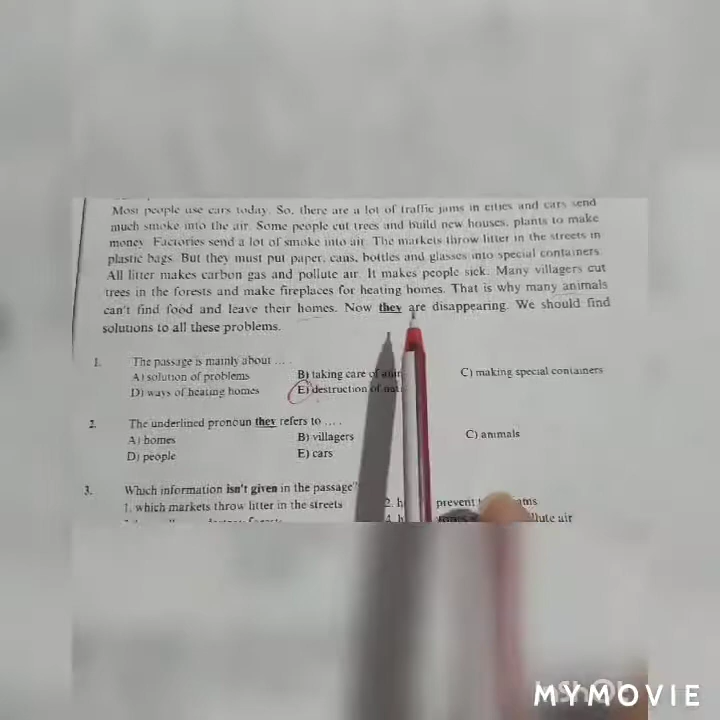 Most people use cars today. So, there are a lot of traffic jams in cities and cars send
much smoke into the air. Some people cut trees and build new houses, plants to make
money. Factories send a lot of smoke into air. The markets throw litter in the streets in
plastic bags. But they must put paper, cans, bottles and glasses into special containers.
All litter makes carbon gas and pollute air. It makes people sick. Many villagers cut
trees in the forests and make fireplaces for heating homes. That is why many animals
can't find food and leave their homes. Now they are disappearing. We should find
solutions to all these problems.
1. The passage is mainly about ... .
A) solution of problems B) taking care of C) making special containers
D) ways of heating homes E) destruction of
2. The underlined pronoun they refers to ... .
A) homes B) villagers C) animals
D) people E) cars
3. Which information isn't given in the passage?
1. which markets throw litter in the streets 2. prevent
4. air
MYMOVIE